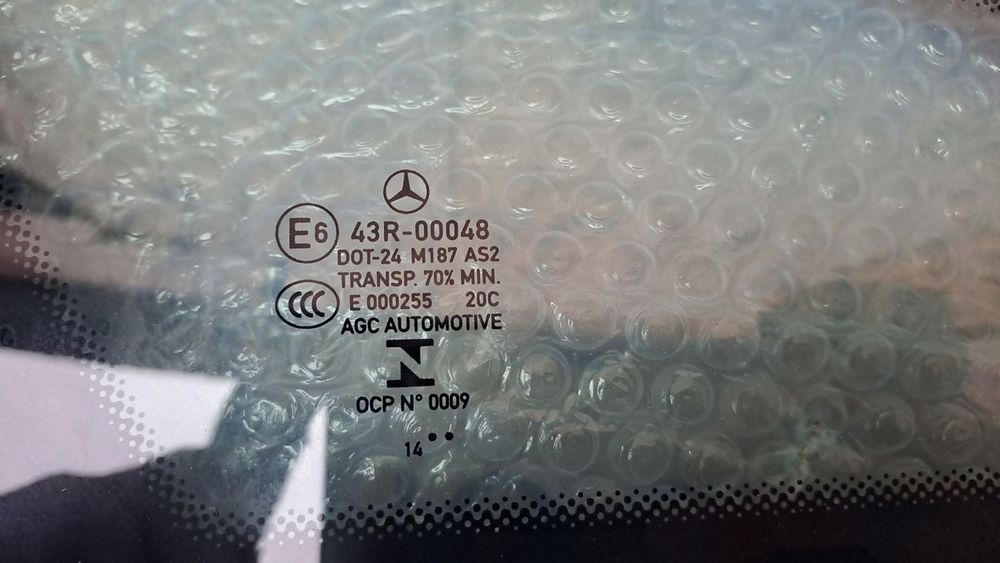 E6 43R-00048
DOT-24 M187 AS2
TRANSP. 70% MIN.
CCC E 000255 20C
AGC AUTOMOTIVE
OCP N° 0009
14 ••